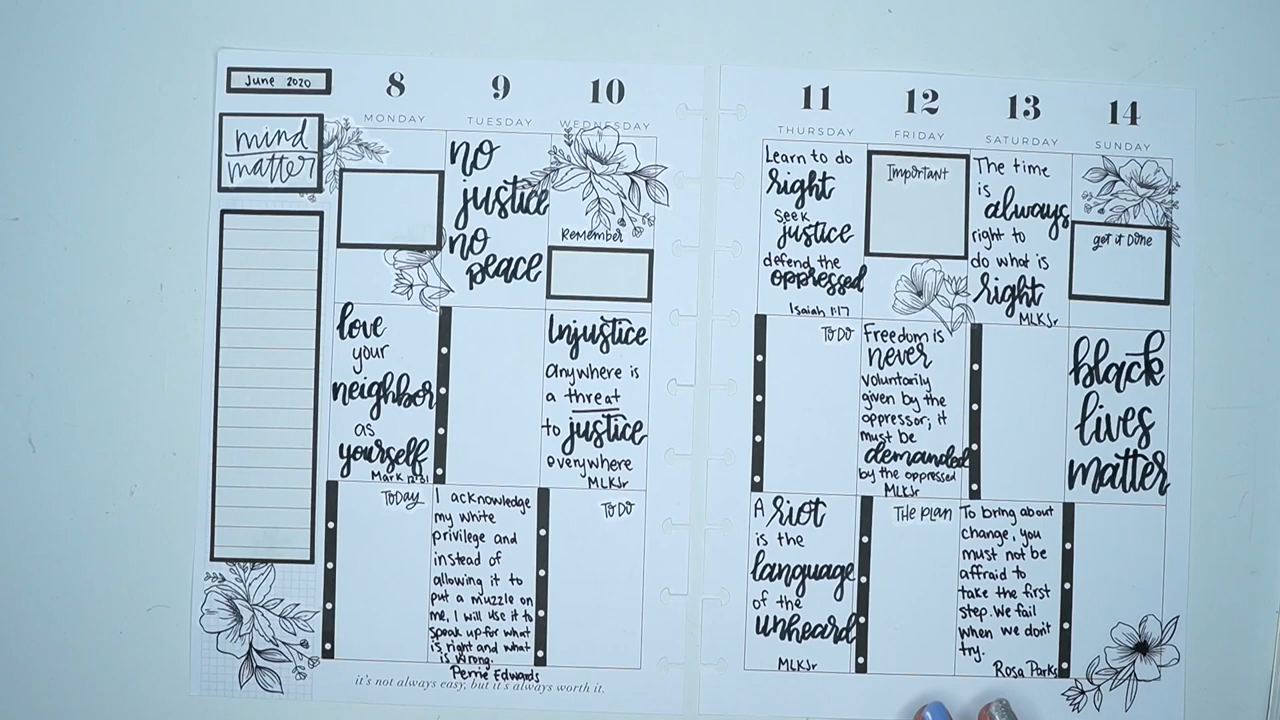 June 2020
mind
matter
8
MONDAY
love
your
neighbor
as
yourself
Mark 12:31
TODAY
9
TUESDAY
no
justice
no
peace
I acknowledge
my white
privilege and
instead of
allowing it to
put a muzzle on
me, I will use it to
speak up for what
is right and what
is wrong.
Perrie Edwards
10
WEDNESDAY
Remember
Injustice
anywhere is
a threat
to justice
everywhere
MLKJr
TO DO
it's not always easy, but it's always worth it.
11
THURSDAY
Learn to do
right
seek
justice
defend the
oppressed
Isaiah 1:17
TO DO
A riot
is the
language
of the
unheard
MLKJr
12
FRIDAY
Important
Freedom is
never
voluntarily
given by the
oppressor; it
must be
demanded
by the oppressed
MLKJr
THE PLAN
13
SATURDAY
The time
is
always
right to
do what is
right
MLKJr
To bring about
change, you
must not be
affraid to
take the first
step. We fail
when we don't
try.
Rosa Parks
14
SUNDAY
get it Done
black
lives
matter